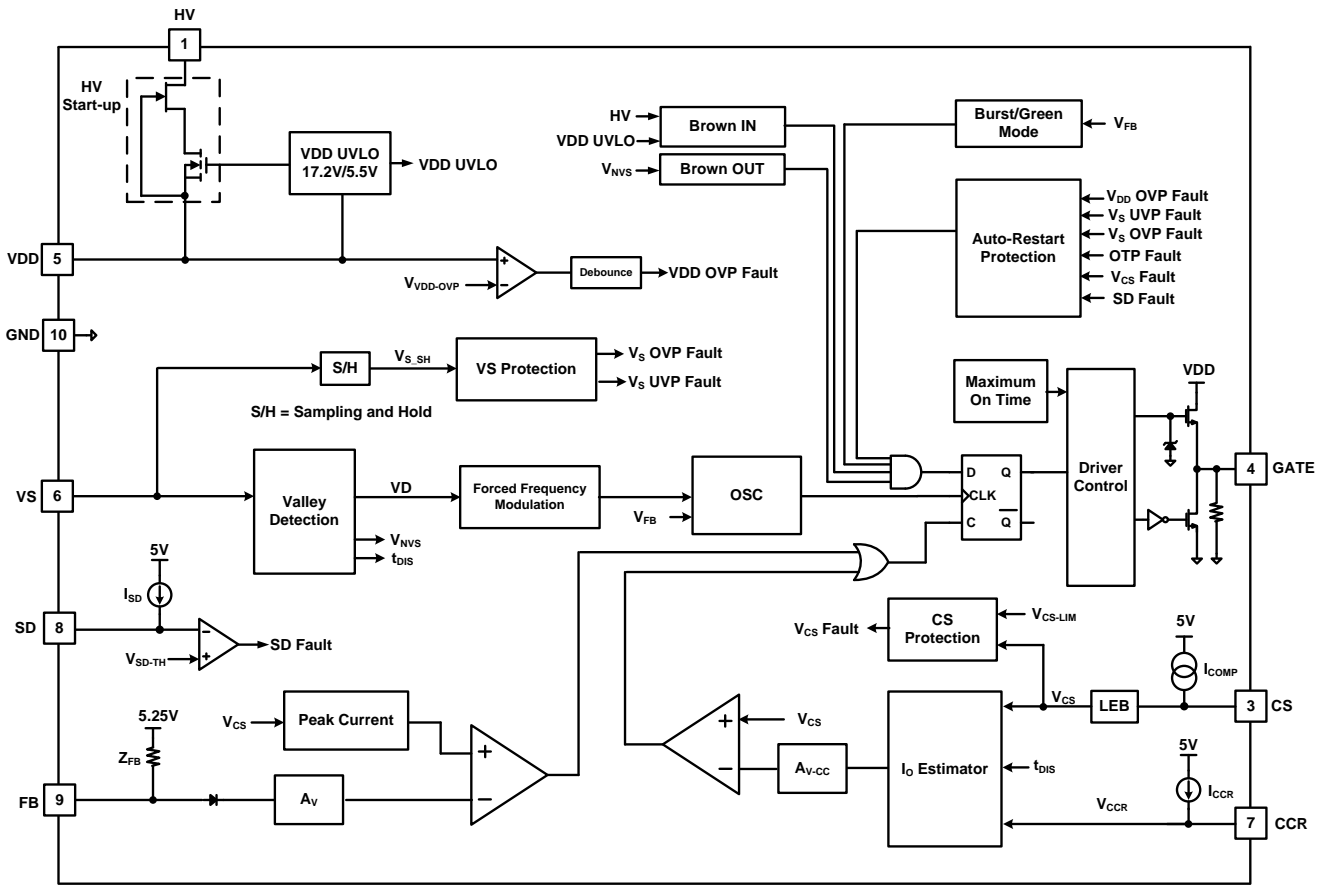 HV
1
HV
Start-up
VDD UVLO
17.2V/5.5V
VDD UVLO
HV
VDD UVLO
Brown IN
VNVS
Brown OUT
Burst/Green
Mode
VFB
Auto-Restart
Protection
VDD OVP Fault
VS UVP Fault
VS OVP Fault
OTP Fault
VCS Fault
SD Fault
VDD
5
VVDD-OVP
+
−
Debounce
VDD OVP Fault
GND
10
S/H
VS_SH
VS Protection
VS OVP Fault
VS UVP Fault
S/H = Sampling and Hold
Maximum
On Time
Driver
Control
VDD
4
GATE
VS
6
Valley
Detection
VD
VNVS
tDIS
Forced Frequency
Modulation
VFB
OSC
D
Q
CLK
C
Q
5V
ISD
SD
8
VSD-TH
−
+
SD Fault
VCS Fault
CS
Protection
VCS-LIM
5V
ICOMP
VCS
LEB
3
CS
5.25V
ZFB
FB
9
VCS
Peak Current
AV
+
−
+
−
VCS
AV-CC
IO Estimator
tDIS
VCCR
5V
ICCR
7
CCR